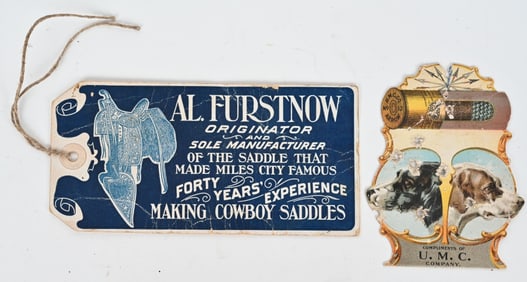 AL. FURSTNOW
ORIGINATOR
AND
SOLE MANUFACTURER
OF THE SADDLE THAT
MADE MILES CITY FAMOUS
FORTY YEARS' EXPERIENCE
MAKING COWBOY SADDLES
COMPLIMENTS OF
U. M. C.
COMPANY.